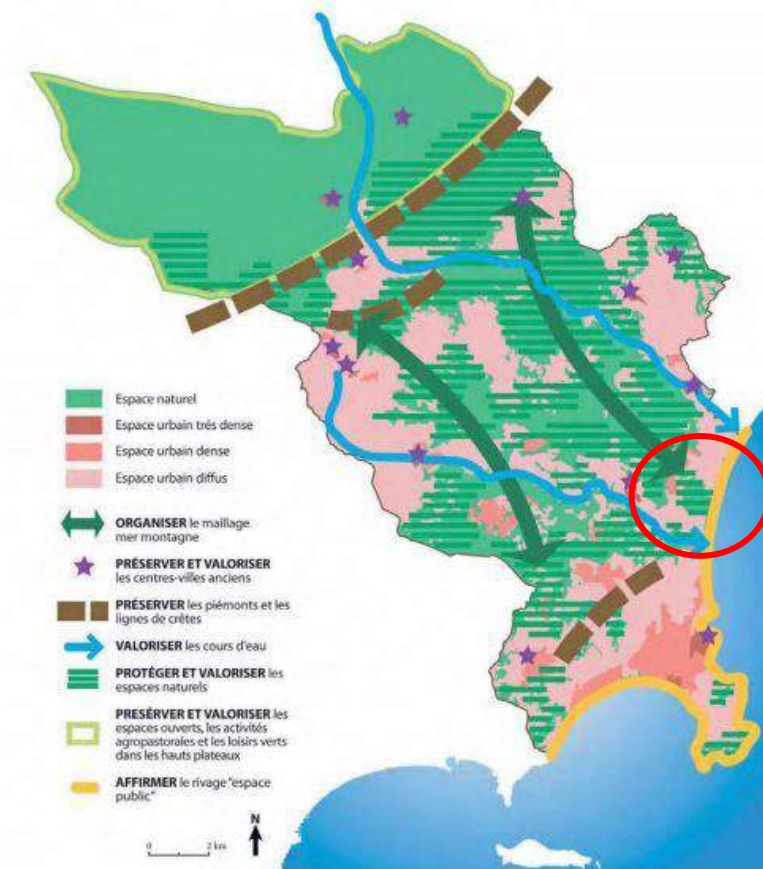 Espace naturel
Espace urbain trés dense
Espace urbain dense
Espace urbain diffus
ORGANISER le maillage
mer montagne
PRÉSERVER ET VALORISER
les centres-villes anciens
PRÉSERVER les piémonts et les
lignes de crêtes
VALORISER les cours d'eau
PROTÉGER ET VALORISER les
espaces naturels
PRESÉRVER ET VALORISER les
espaces ouverts, les activités
agropastorales et les loisirs verts
dans les hauts plateaux
AFFIRMER le rivage "espace
public"
N
0 2 km